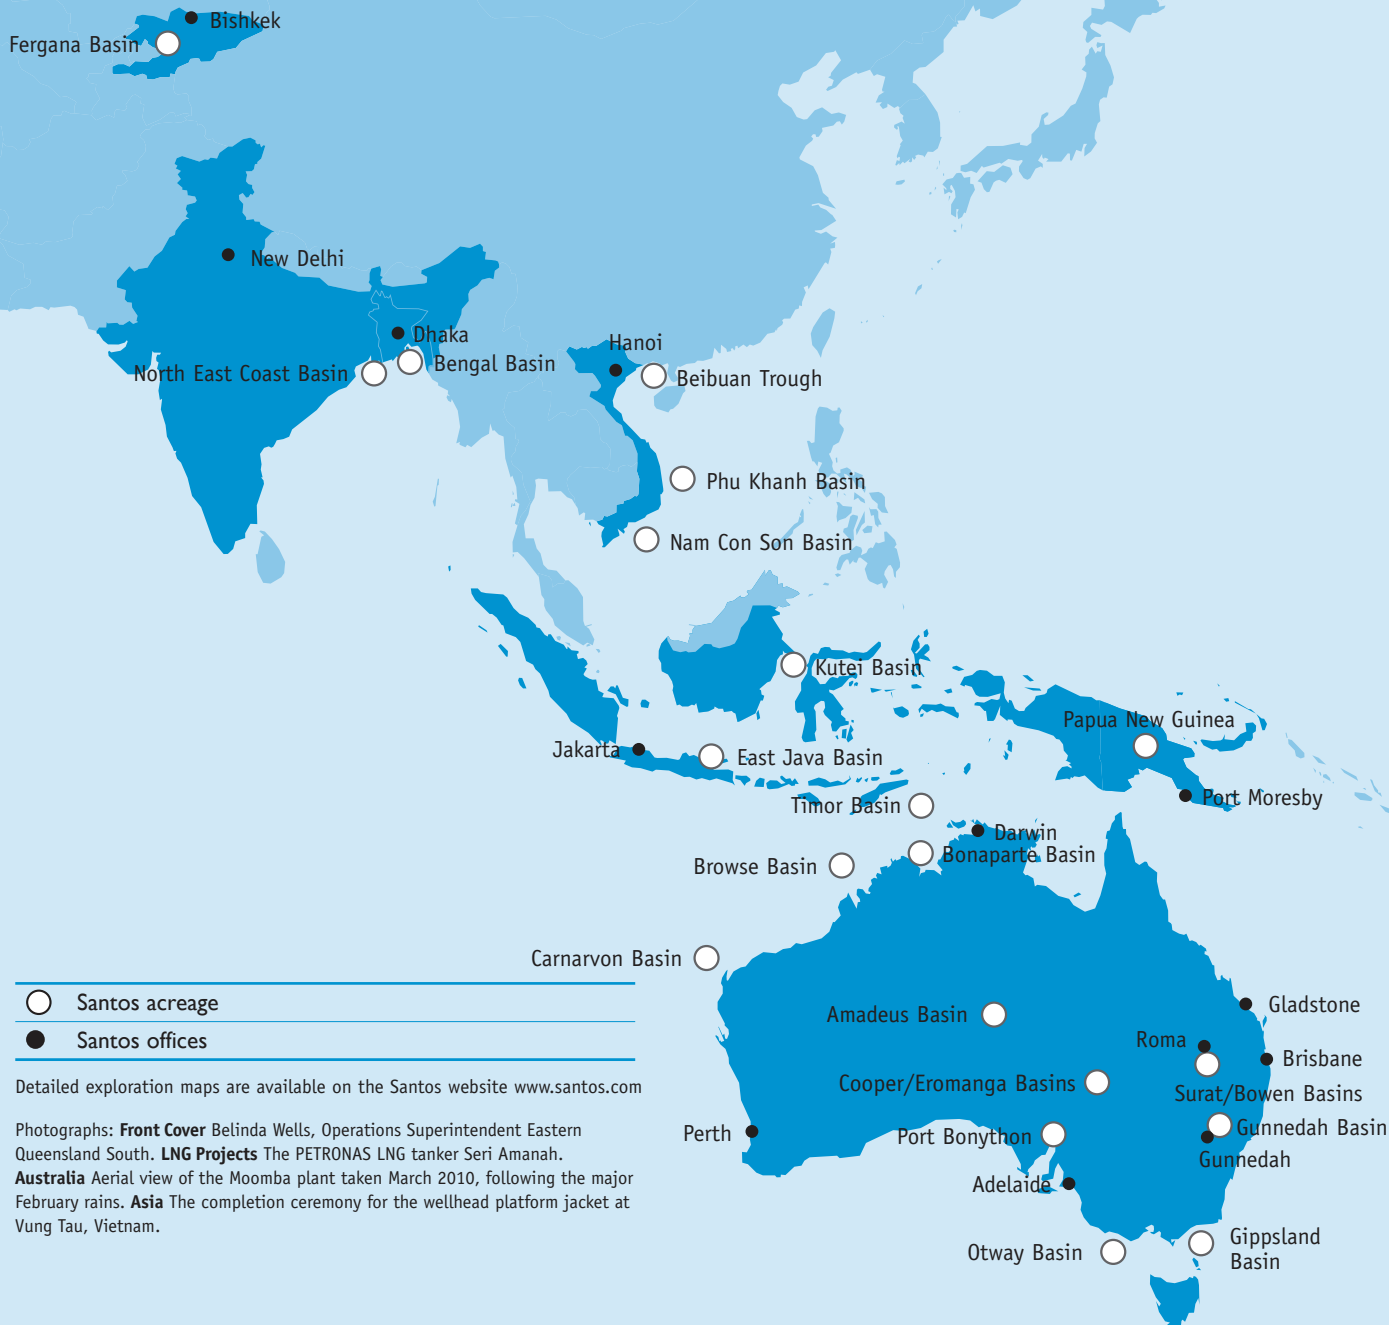 Bishkek
Fergana Basin
New Delhi
Dhaka
Hanoi
Bengal Basin
North East Coast Basin
Beibuan Trough
Phu Khanh Basin
Nam Con Son Basin
Kutei Basin
Papua New Guinea
Jakarta
East Java Basin
Timor Basin
Port Moresby
Darwin
Bonaparte Basin
Browse Basin
Carnarvon Basin
Santos acreage
Santos offices
Amadeus Basin
Gladstone
Roma
Brisbane
Cooper/Eromanga Basins
Surat/Bowen Basins
Perth
Port Bonython
Gunnedah Basin
Gunnedah
Adelaide
Otway Basin
Gippsland
Basin
Detailed exploration maps are available on the Santos website www.santos.com
Photographs: Front Cover Belinda Wells, Operations Superintendent Eastern
Queensland South. LNG Projects The PETRONAS LNG tanker Seri Amanah.
Australia Aerial view of the Moomba plant taken March 2010, following the major
February rains. Asia The completion ceremony for the wellhead platform jacket at
Vung Tau, Vietnam.